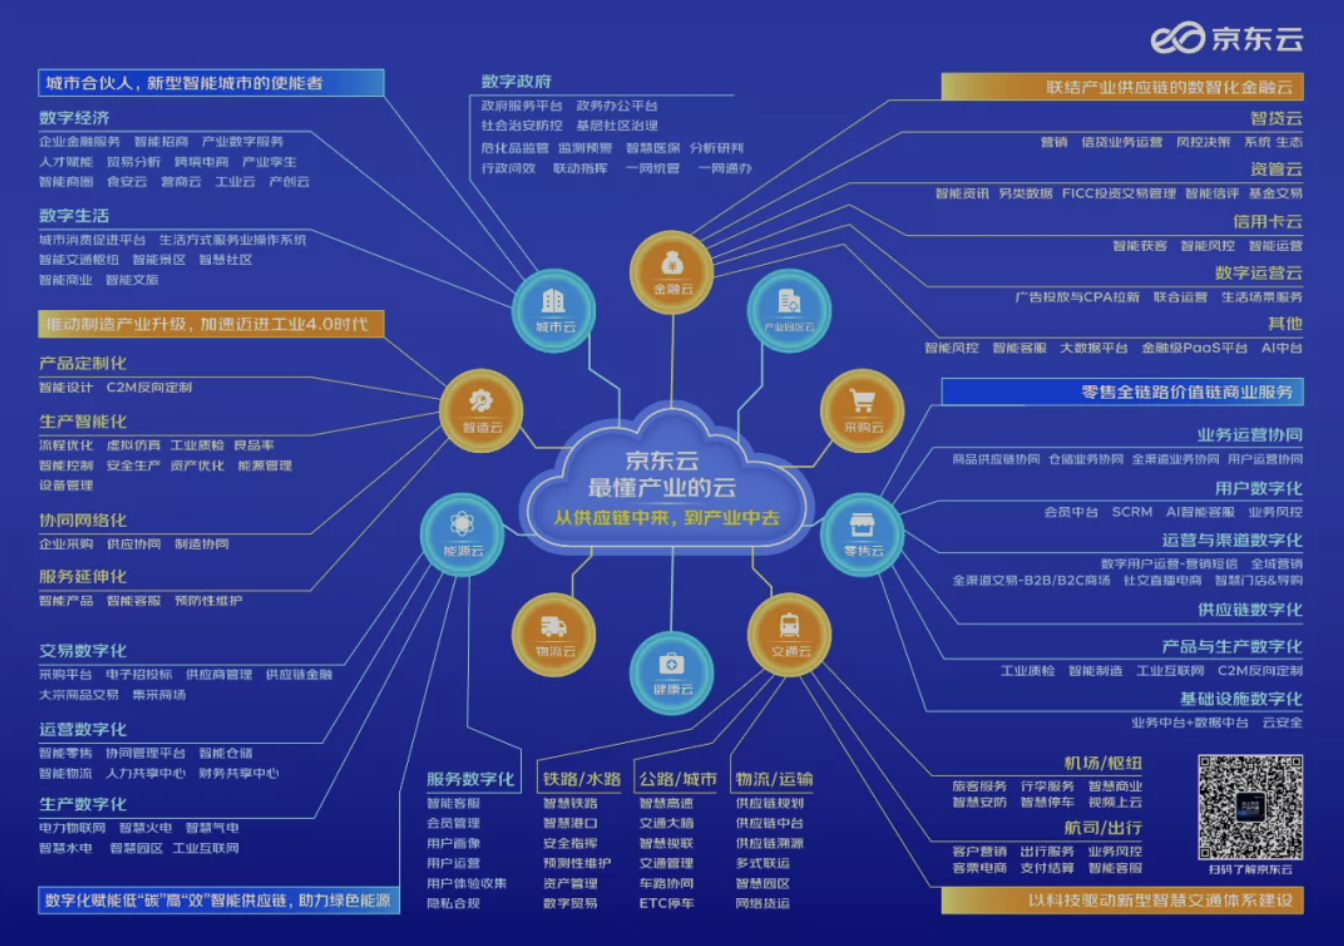 京东云
城市合伙人，新型智能城市的使能者
数字经济
企业金融服务 智能招商 产业数字服务
人才赋能 贸易分析 跨境电商 产业孪生
智能商圈 食安云 营商云 工业云 产创云
数字生活
城市消费促进平台 生活方式服务业操作系统
智能交通枢纽 智能景区 智慧社区
智能商业 智能文旅
数字政府
政府服务平台 政务办公平台
社会治安防控 基层社区治理
危化品监管 监测预警 智慧医保 分析研判
行政问效 联动指挥 一网统管 一网通办
联结产业供应链的数智化金融云
智贷云
营销 信贷业务运营 风控决策 系统 生态
资管云
智能资讯 另类数据 FICC投资交易管理 智能信评 基金交易
信用卡云
智能获客 智能风控 智能运营
数字运营云
广告投放与CPA拉新 联合运营 生活场景服务
其他
智能风控 智能客服 大数据平台 金融级PaaS平台 AI中台
推动制造产业升级，加速迈进工业4.0时代
产品定制化
智能设计 C2M反向定制
生产智能化
流程优化 虚拟仿真 工业质检 良品率
智能控制 安全生产 资产优化 能源管理
设备管理
协同网络化
企业采购 供应协同 制造协同
服务延伸化
智能产品 智能客服 预防性维护
金融云
城市云
产业园区云
智造云
采购云
京东云
最懂产业的云
从供应链中来，到产业中去
能源云
零售云
物流云
交通云
健康云
零售全链路价值链商业服务
业务运营协同
商品供应链协同 仓储业务协同 全渠道业务协同 用户运营协同
用户数字化
会员中台 SCRM AI智能客服 业务风控
运营与渠道数字化
数字用户运营-营销短信 全域营销
全渠道交易-B2B/B2C商场 社交直播电商 智慧门店&导购
供应链数字化
产品与生产数字化
工业质检 智能制造 工业互联网 C2M反向定制
基础设施数字化
业务中台+数据中台 云安全
交易数字化
采购平台 电子招投标 供应商管理 供应链金融
大宗商品交易 集采商场
运营数字化
智能零售 协同管理平台 智能仓储
智能物流 人力共享中心 财务共享中心
生产数字化
电力物联网 智慧火电 智慧气电
智慧水电 智慧园区 工业互联网
数字化赋能低“碳”高“效”智能供应链，助力绿色能源
服务数字化
智能客服
会员管理
用户画像
用户运营
用户体验收集
隐私合规
铁路/水路
智慧铁路
智慧港口
安全指挥
预测性维护
资产管理
数字贸易
公路/城市
智慧高速
交通大脑
智慧视联
交通管理
车路协同
ETC停车
物流/运输
供应链规划
供应链中台
供应链溯源
多式联运
智慧园区
网络货运
机场/枢纽
旅客服务 行李服务 智慧商业
智慧安防 智慧停车 视频上云
航司/出行
客户营销 出行服务 业务风控
客票电商 支付结算 智能客服
扫码了解京东云
以科技驱动新型智慧交通体系建设